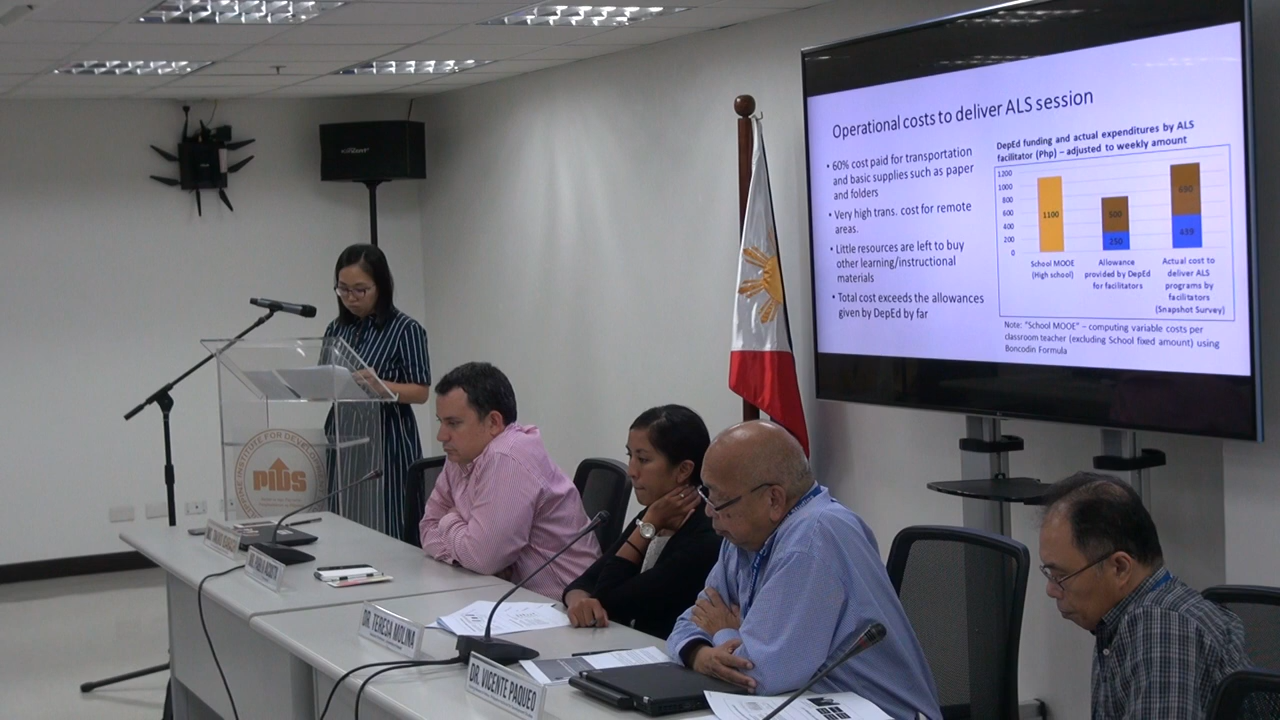 Operational costs to deliver ALS session
• 60% cost paid for transportation
and basic supplies such as paper
and folders
• Very high trans. cost for remote
areas.
• Little resources are left to buy
other learning/instructional
materials
• Total cost exceeds the allowances
given by DepEd by far
DepEd funding and actual expenditures by ALS
facilitator (Php) – adjusted to weekly amount
1200
1000
800
600
400
200
0
1100
500
250
690
459
School MOOE
(High school)
Allowance
provided by DepEd
for facilitators
Actual cost to
deliver ALS
programs by
facilitators
(Snapshot Survey)
Note: "School MOOE" – computing variable costs per
classroom teacher (excluding School fixed amount) using
Boncodin Formula
INSTITUTE FOR DEVELOP
PIDS
DR. TERESA MOLINA
DR. VICENTE PAQUEO